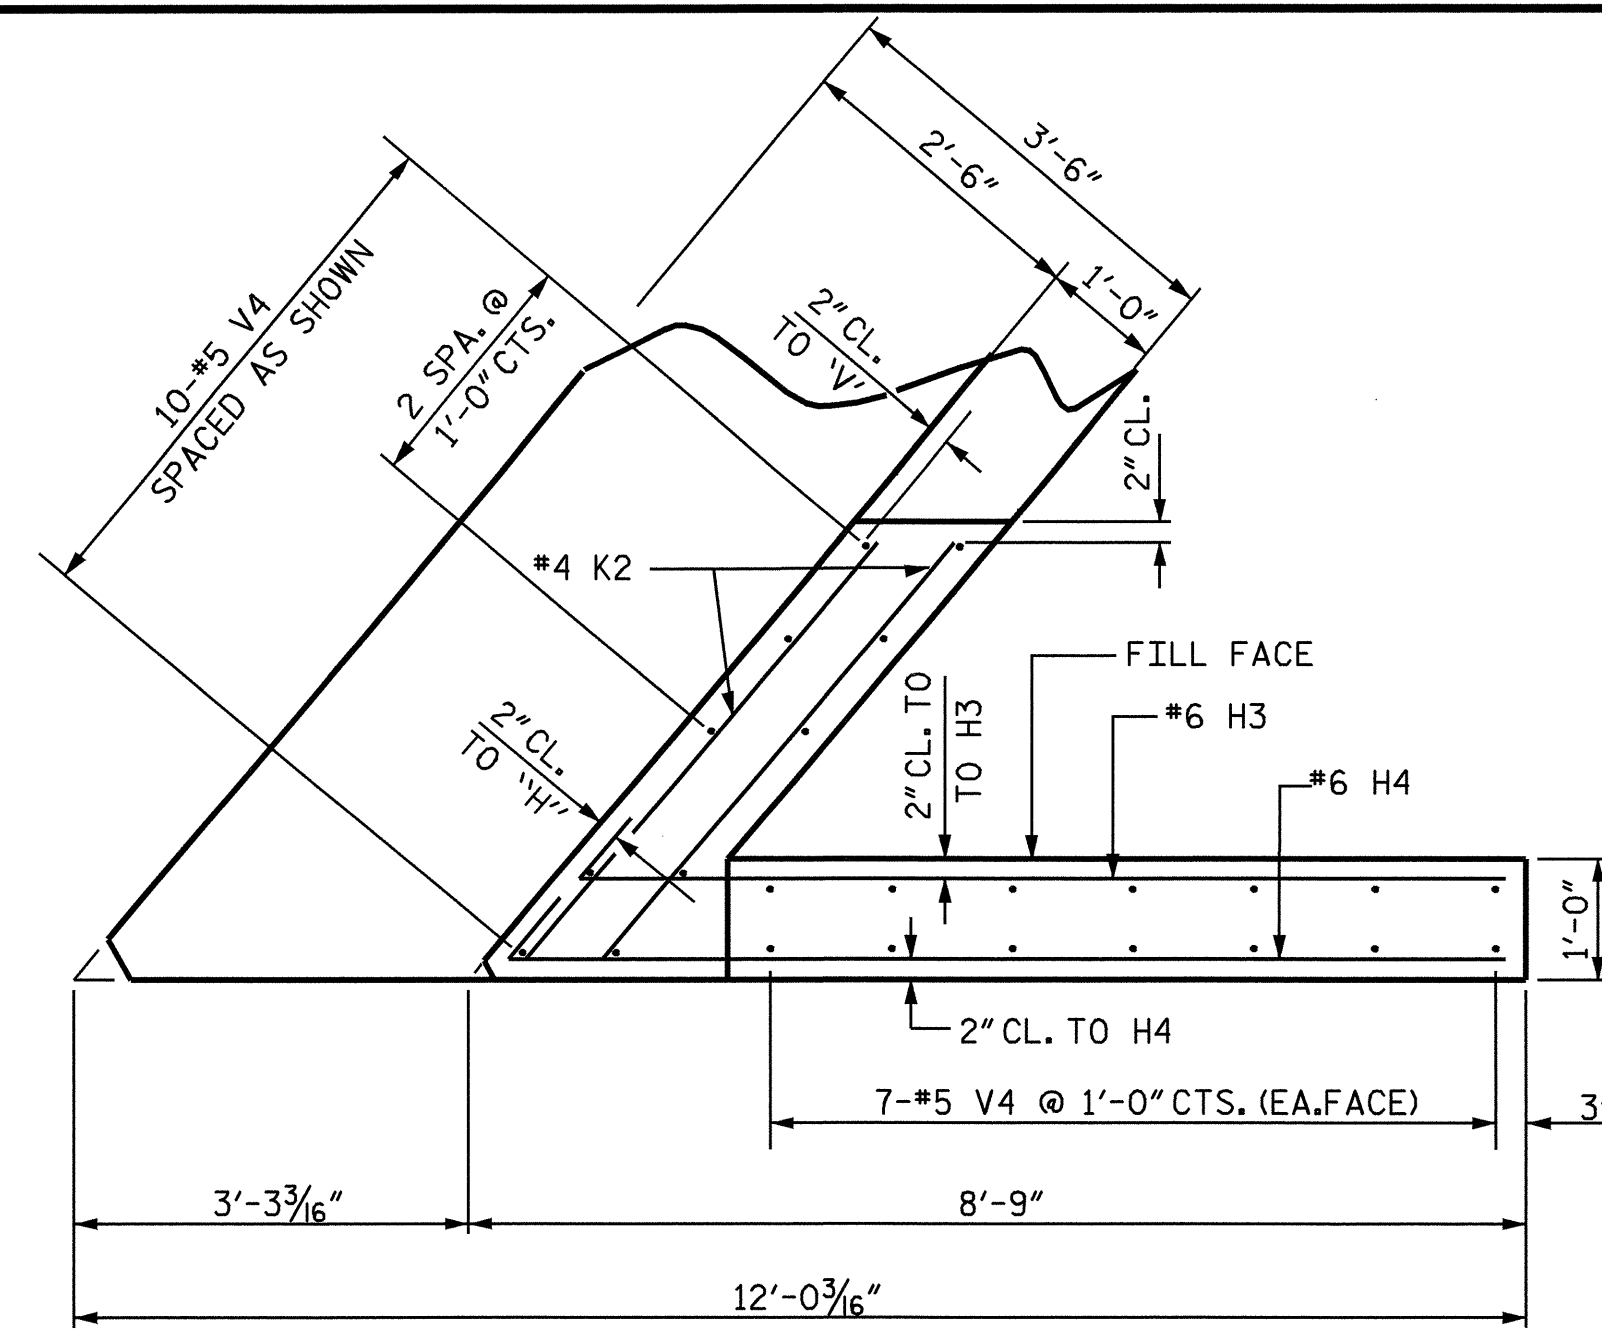 3'-6"
2'-6"
1'-0"
10-#5 V4
SPACED AS SHOWN
2 SPA. @
1'-0" CTS.
2" CL.
TO 'V'
2" CL.
#4 K2
FILL FACE
#6 H3
2" CL. TO
TO H3
#6 H4
2" CL.
TO "H"
1'-0"
2" CL. TO H4
7-#5 V4 @ 1'-0" CTS. (EA.FACE)
3'-3 3/16"
8'-9"
12'-0 3/16"